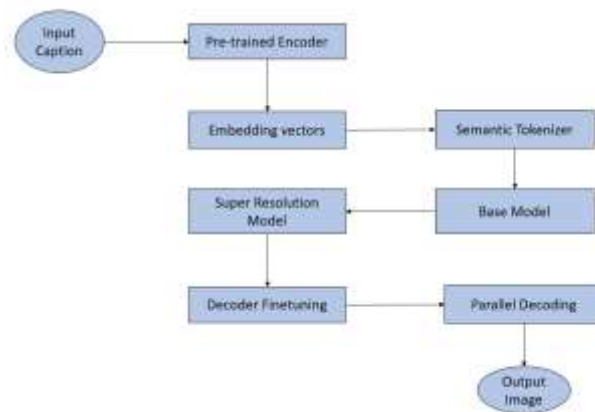 Input
Caption
Pre-trained Encoder
Embedding vectors
Semantic Tokenizer
Super Resolution
Model
Base Model
Decoder Finetuning
Parallel Decoding
Output
Image